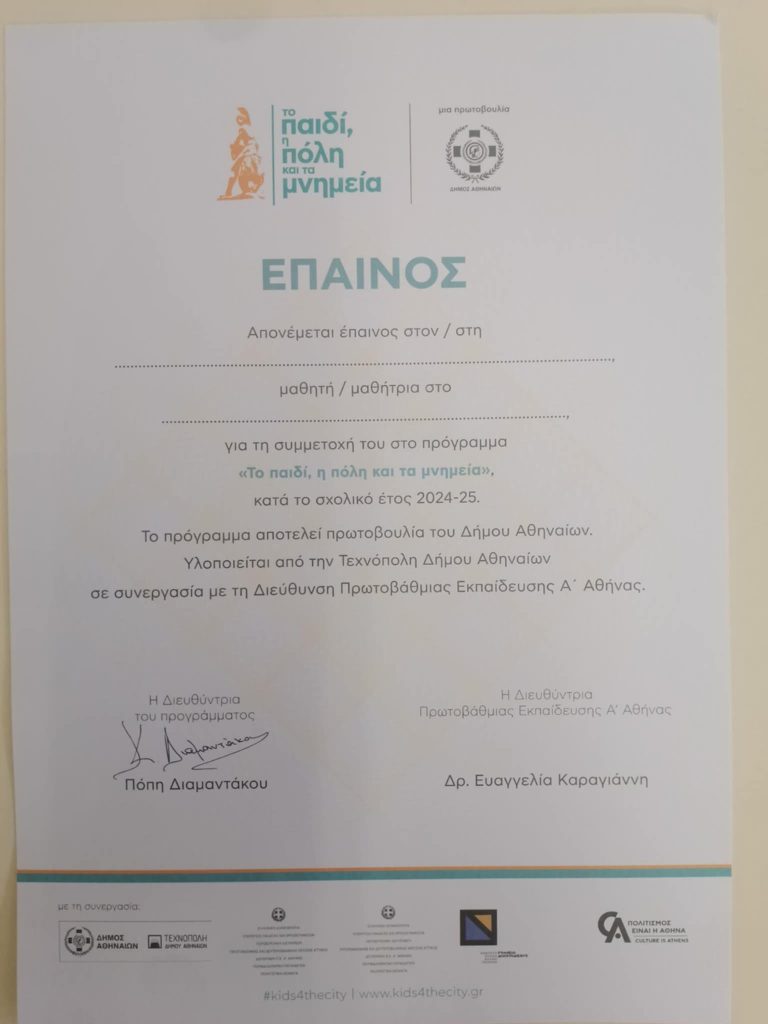 το
παιδί,
η
πόλη
και τα
μνημεία
μια πρωτοβουλία
ΔΗΜΟΣ ΑΘΗΝΑΙΩΝ
ΕΠΑΙΝΟΣ
Απονέμεται έπαινος στον / στη
..........................................................................................,
μαθητή / μαθήτρια στο
..........................................................................,
για τη συμμετοχή του στο πρόγραμμα
«Το παιδί, η πόλη και τα μνημεία»,
κατά το σχολικό έτος 2024-25.
Το πρόγραμμα αποτελεί πρωτοβουλία του Δήμου Αθηναίων.
Υλοποιείται από την Τεχνόπολη Δήμου Αθηναίων
σε συνεργασία με τη Διεύθυνση Πρωτοβάθμιας Εκπαίδευσης Α΄ Αθήνας.
Η Διευθύντρια
του προγράμματος
Πόπη Διαμαντάκου
Η Διευθύντρια
Πρωτοβάθμιας Εκπαίδευσης Α' Αθήνας
Δρ. Ευαγγελία Καραγιάννη
με τη συνεργασία:
ΔΗΜΟΣ
ΑΘΗΝΑΙΩΝ
ΤΕΧΝΟΠΟΛΗ
ΔΗΜΟΥ ΑΘΗΝΑΙΩΝ
ΠΟΛΙΤΙΣΜΟΣ
ΕΙΝΑΙ Η ΑΘΗΝΑ
CULTURE IS ATHENS
#kids4thecity | www.kids4thecity.gr